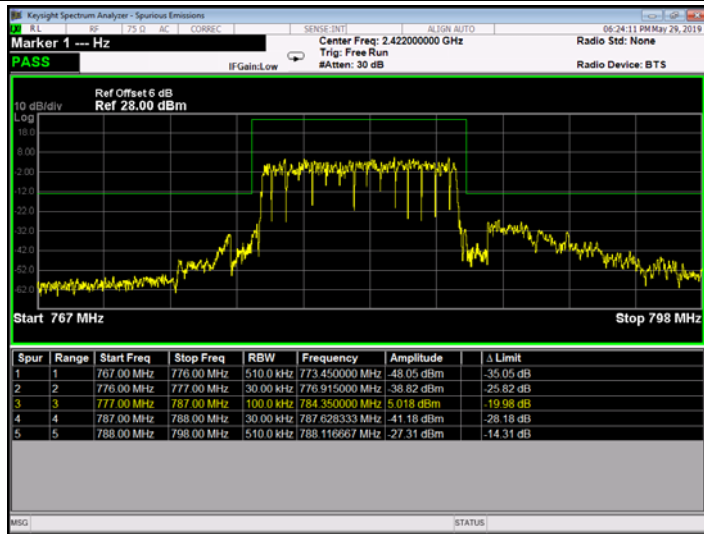 Keysight Spectrum Analyzer - Spurious Emissions
RL RF 75 Ω AC CORREC SENSE:INT ALIGN AUTO 06:24:11 PM May 29, 2019
Marker 1 --- Hz Center Freq: 2.422000000 GHz Radio Std: None
Trig: Free Run
PASS IFGain:Low #Atten: 30 dB Radio Device: BTS
Ref Offset 6 dB
10 dB/div Ref 28.00 dBm
Log
18.0
8.00
-2.00
-12.0
-22.0
-32.0
-42.0
-52.0
-62.0
Start 767 MHz Stop 798 MHz
Spur Range Start Freq Stop Freq RBW Frequency Amplitude Δ Limit
1 1 767.00 MHz 776.00 MHz 510.0 kHz 773.450000 MHz -48.05 dBm -35.05 dB
2 2 776.00 MHz 777.00 MHz 30.00 kHz 776.915000 MHz -38.82 dBm -25.82 dB
3 3 777.00 MHz 787.00 MHz 100.0 kHz 784.350000 MHz 5.018 dBm -19.98 dB
4 4 787.00 MHz 788.00 MHz 30.00 kHz 787.628333 MHz -41.18 dBm -28.18 dB
5 5 788.00 MHz 798.00 MHz 510.0 kHz 788.116667 MHz -27.31 dBm -14.31 dB
MSG STATUS